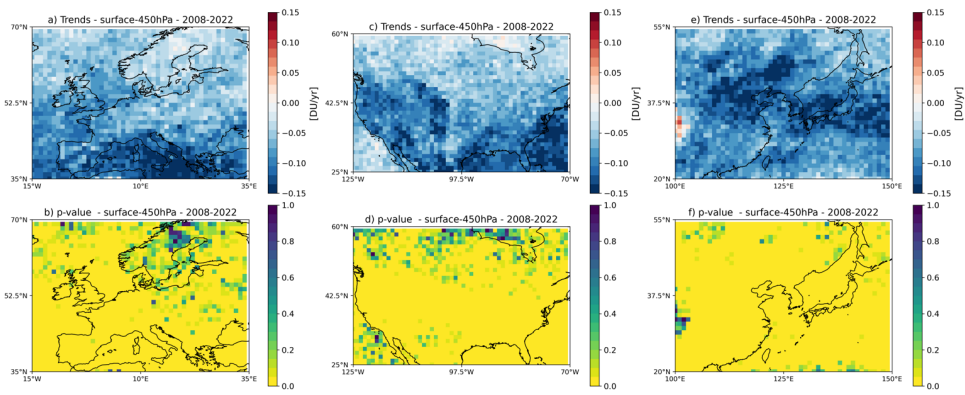 a) Trends - surface-450hPa - 2008-2022
70°N
52.5°N
35°N
15°W
10°E
35°E
0.15
0.10
0.05
0.00
−0.05
−0.10
−0.15
[DU/yr]
c) Trends - surface-450hPa - 2008-2022
60°N
42.5°N
25°N
125°W
97.5°W
70°W
0.15
0.10
0.05
0.00
−0.05
−0.10
−0.15
[DU/yr]
e) Trends - surface-450hPa - 2008-2022
55°N
37.5°N
20°N
100°E
125°E
150°E
0.15
0.10
0.05
0.00
−0.05
−0.10
−0.15
[DU/yr]
b) p-value - surface-450hPa - 2008-2022
70°N
52.5°N
35°N
15°W
10°E
35°E
1.0
0.8
0.6
0.4
0.2
0.0
d) p-value - surface-450hPa - 2008-2022
60°N
42.5°N
25°N
125°W
97.5°W
70°W
1.0
0.8
0.6
0.4
0.2
0.0
f) p-value - surface-450hPa - 2008-2022
55°N
37.5°N
20°N
100°E
125°E
150°E
1.0
0.8
0.6
0.4
0.2
0.0